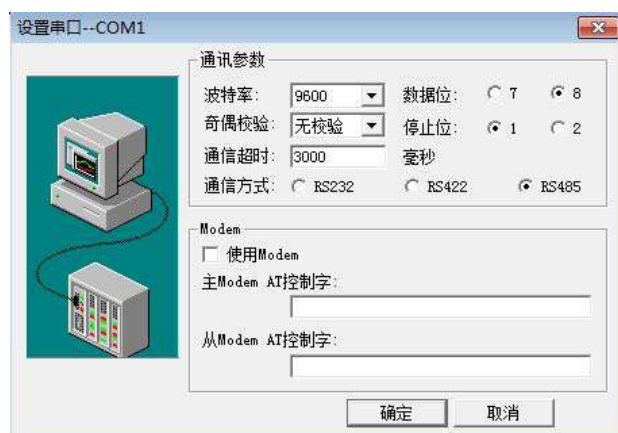 设置串口--COM1
通讯参数
波特率: 9600 数据位: 7 8
奇偶校验: 无校验 停止位: 1 2
通信超时: 3000 毫秒
通信方式: RS232 RS422 RS485
Modem
使用Modem
主Modem AT控制字:
从Modem AT控制字:
确定 取消